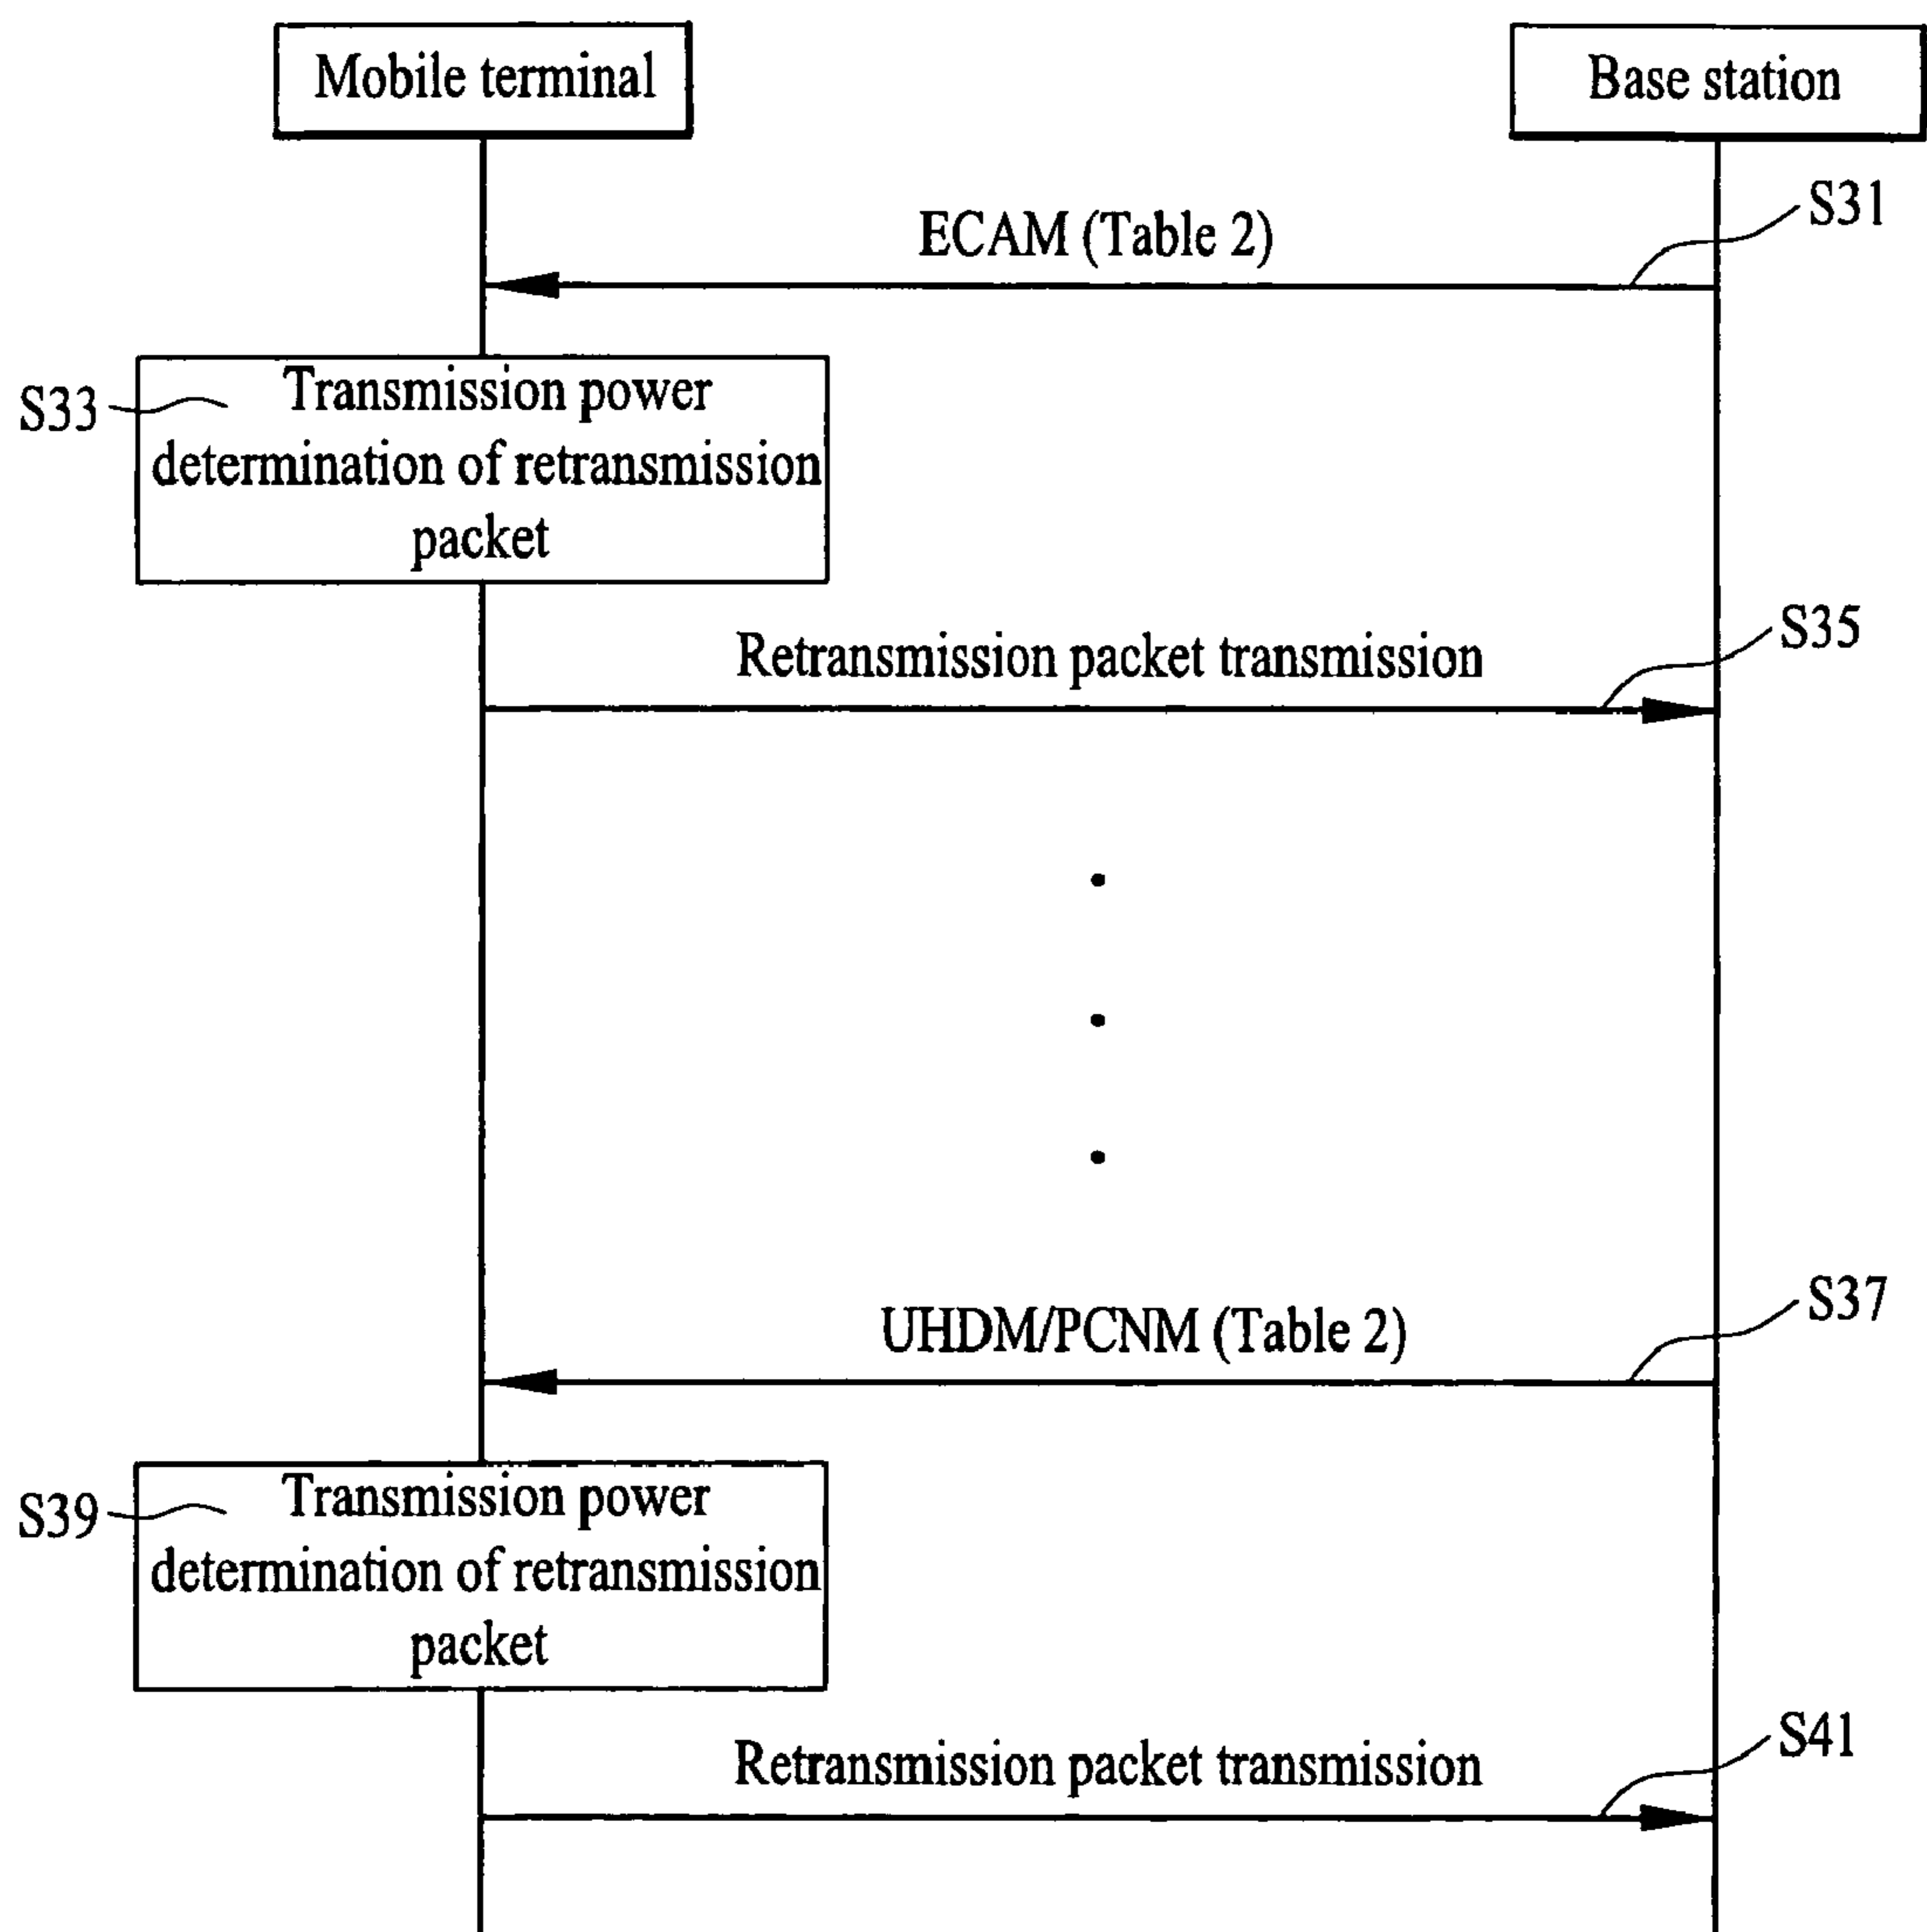 Mobile terminal
Base station
S31
ECAM (Table 2)
S33
Transmission power
determination of retransmission
packet
S35
Retransmission packet transmission
S37
UHDM/PCNM (Table 2)
S39
Transmission power
determination of retransmission
packet
S41
Retransmission packet transmission